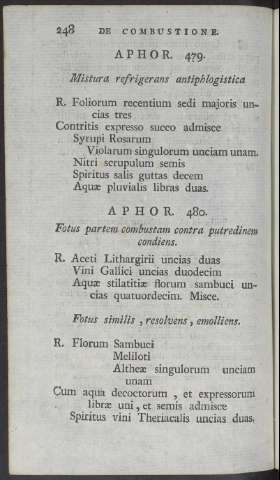 248 DE COMBUSTIONE.
APHOR. 479.
Mistura refrigerans antiphlogistica
R. Foliorum recentium sedi majoris un-
cias tres
Contritis expresso succo admisce
Syrupi Rosarum
Violarum singulorum unciam unam.
Nitri scrupulum semis
Spiritus salis guttas decem
Aquæ pluvialis libras duas.
APHOR. 480.
Fotus partem combustam contra putredinem
condiens.
R. Aceti Lithargirii uncias duas
Vini Gallici uncias duodecim
Aquæ stilatitiæ florum sambuci un-
cias quatuordecim. Misce.
Fotus similis, resolvens, emolliens.
R. Florum Sambuci
Meliloti
Altheæ singulorum unciam
unam
Cum aqua decoctorum, et expressorum
libræ uni, et semis admisce
Spiritus vini Theriacalis uncias duas.